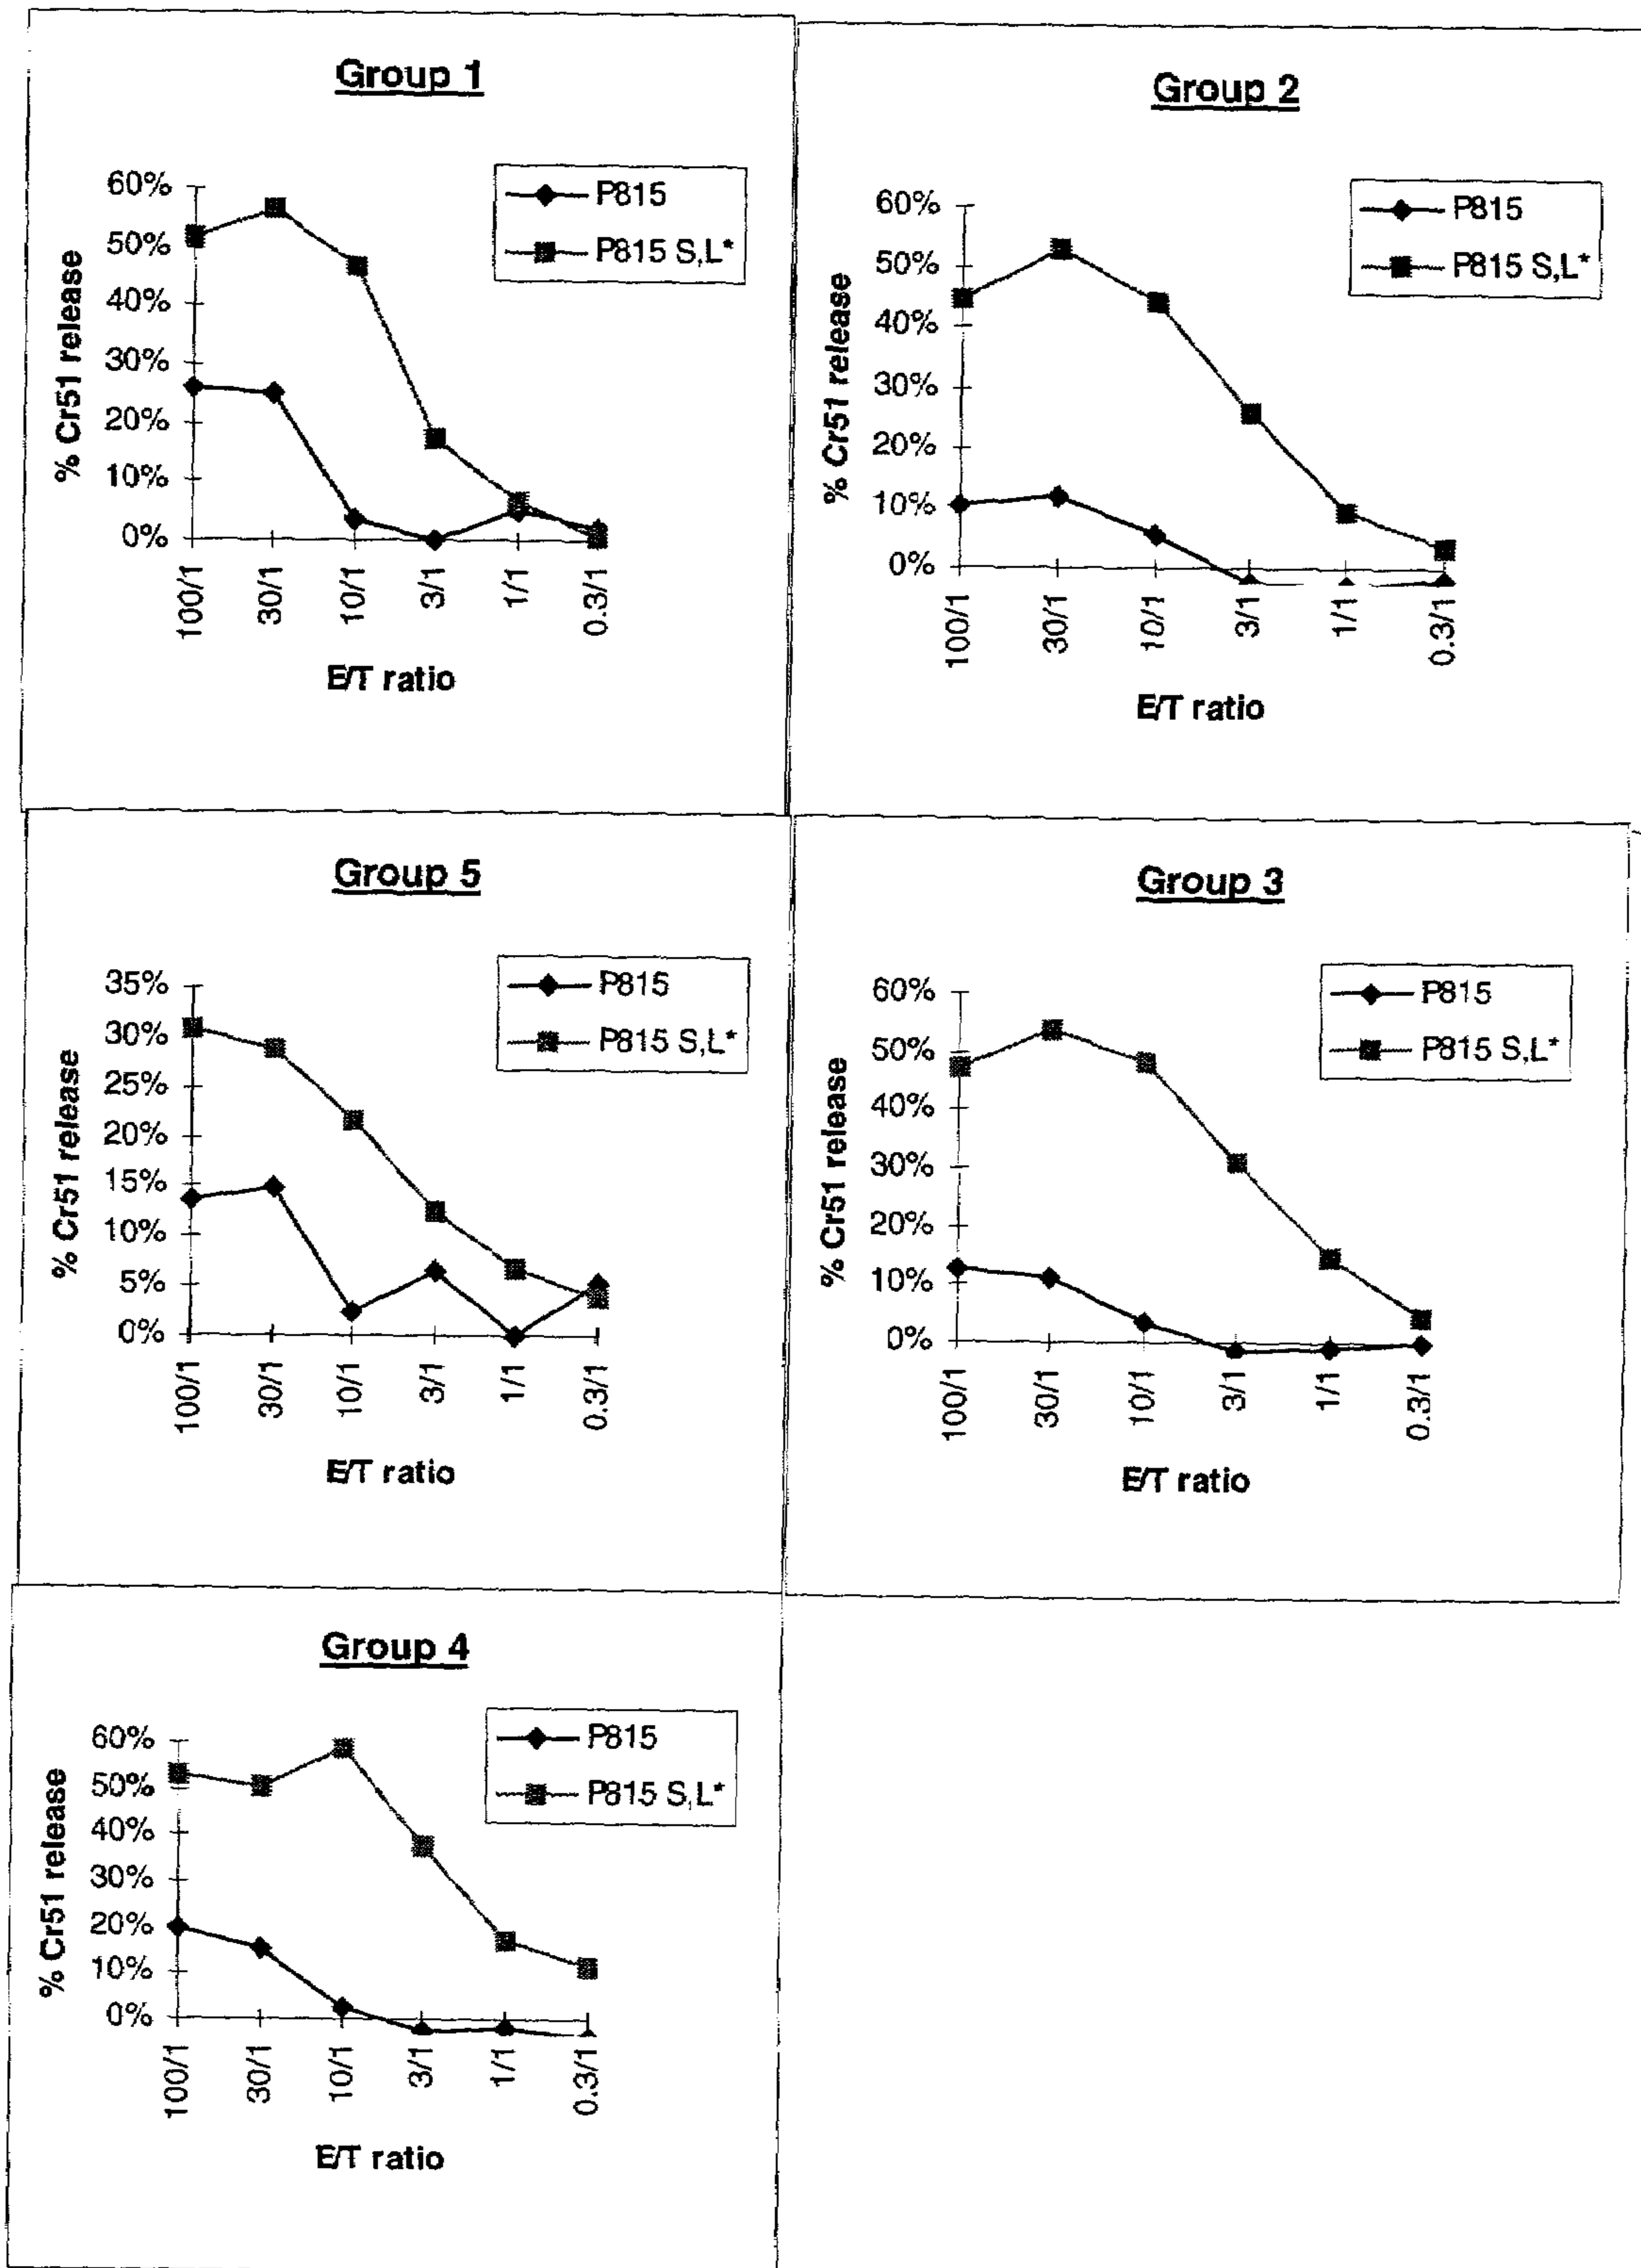 Group 1
P815
P815 S,L*
60%
50%
40%
30%
20%
10%
0%
% Cr51 release
100/1
30/1
10/1
3/1
1/1
0.3/1
E/T ratio
Group 2
P815
P815 S,L*
60%
50%
40%
30%
20%
10%
0%
% Cr51 release
100/1
30/1
10/1
3/1
1/1
0.3/1
E/T ratio
Group 5
P815
P815 S,L*
35%
30%
25%
20%
15%
10%
5%
0%
% Cr51 release
100/1
30/1
10/1
3/1
1/1
0.3/1
E/T ratio
Group 3
P815
P815 S,L*
60%
50%
40%
30%
20%
10%
0%
% Cr51 release
100/1
30/1
10/1
3/1
1/1
0.3/1
E/T ratio
Group 4
P815
P815 S,L*
60%
50%
40%
30%
20%
10%
0%
% Cr51 release
100/1
30/1
10/1
3/1
1/1
0.3/1
E/T ratio